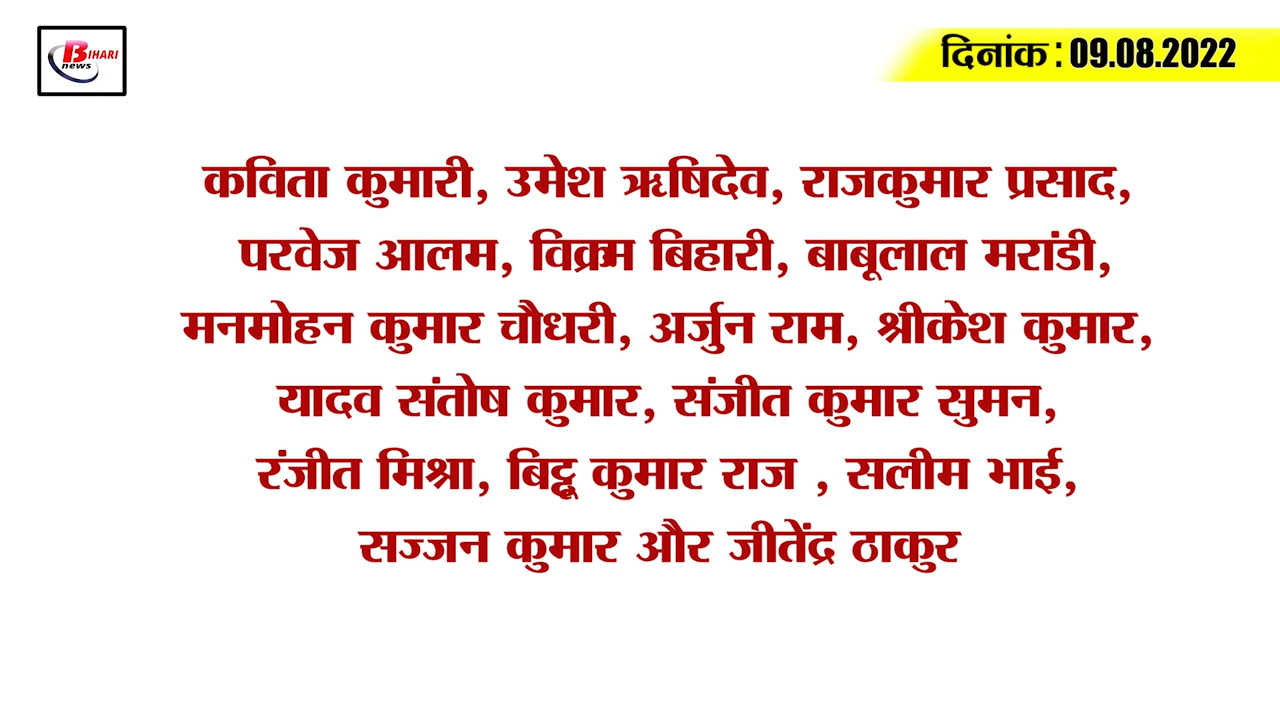 BIHARI
news
दिनांक : 09.08.2022
कविता कुमारी, उमेश ऋषिदेव, राजकुमार प्रसाद,
परवेज आलम, विक्रम बिहारी, बाबूलाल मरांडी,
मनमोहन कुमार चौधरी, अर्जुन राम, श्रीकेश कुमार,
यादव संतोष कुमार, संजीत कुमार सुमन,
रंजीत मिश्रा, बिट्टू कुमार राज , सलीम भाई,
सज्जन कुमार और जीतेंद्र ठाकुर